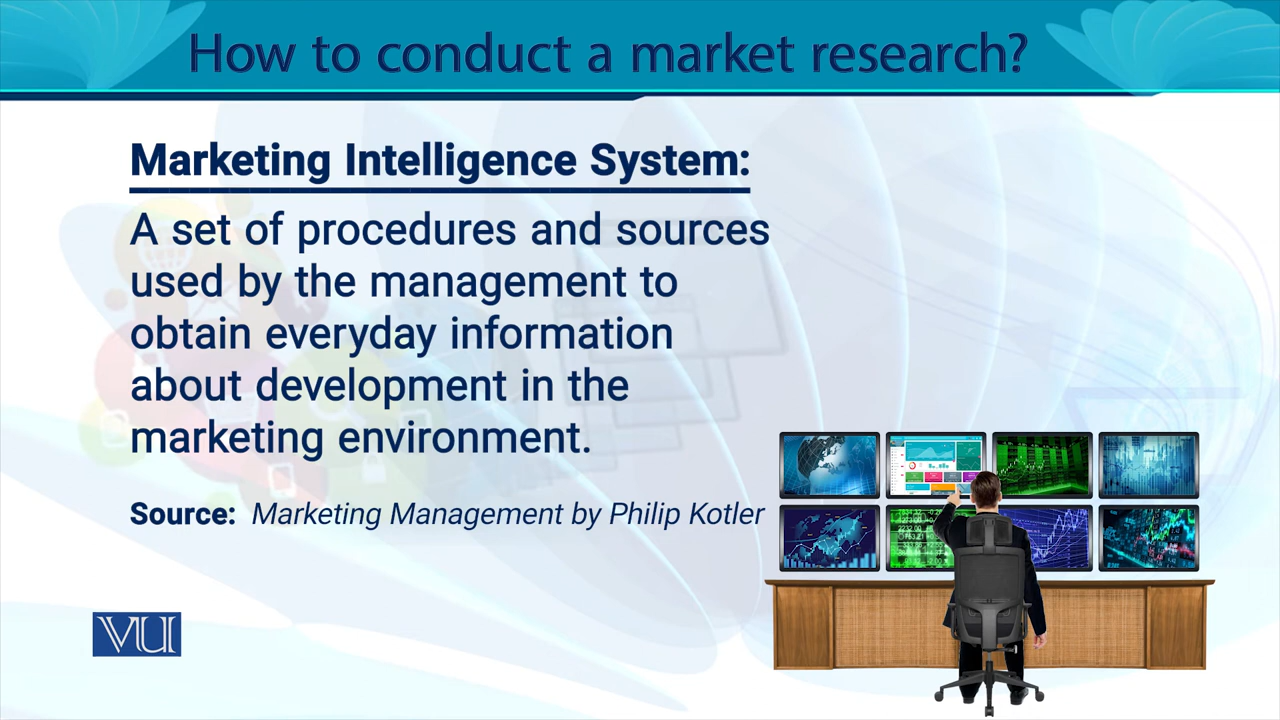 How to conduct a market research?
Marketing Intelligence System:
A set of procedures and sources
used by the management to
obtain everyday information
about development in the
marketing environment.
Source: Marketing Management by Philip Kotler
VU